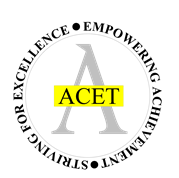 STRIVING FOR EXCELLENCE ● EMPOWERING ACHIEVEMENT ●
A
ACET